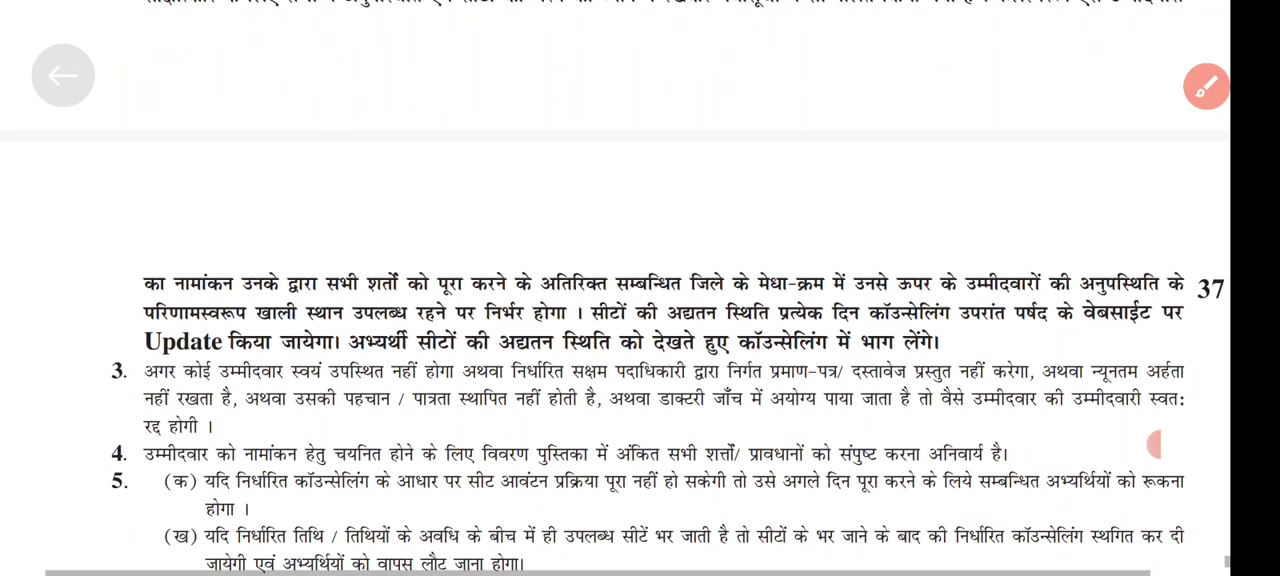 37
का नामांकन उनके द्वारा सभी शर्तों को पूरा करने के अतिरिक्त सम्बन्धित जिले के मेधा-क्रम में उनसे ऊपर के उम्मीदवारों की अनुपस्थिति के
परिणामस्वरूप खाली स्थान उपलब्ध रहने पर निर्भर होगा । सीटों की अद्यतन स्थिति प्रत्येक दिन कॉउन्सेलिंग उपरांत पर्षद के वेबसाईट पर
Update किया जायेगा। अभ्यर्थी सीटों की अद्यतन स्थिति को देखते हुए कॉउन्सेलिंग में भाग लेंगे।
3. अगर कोई उम्मीदवार स्वयं उपस्थित नहीं होगा अथवा निर्धारित सक्षम पदाधिकारी द्वारा निर्गत प्रमाण-पत्र/ दस्तावेज प्रस्तुत नहीं करेगा, अथवा न्यूनतम अर्हता
नहीं रखता है, अथवा उसकी पहचान / पात्रता स्थापित नहीं होती है, अथवा डाक्टरी जाँच में अयोग्य पाया जाता है तो वैसे उम्मीदवार की उम्मीदवारी स्वत:
रद्द होगी ।
4. उम्मीदवार को नामांकन हेतु चयनित होने के लिए विवरण पुस्तिका में अंकित सभी शर्त्तों/ प्रावधानों को संपुष्ट करना अनिवार्य है।
5. (क) यदि निर्धारित कॉउन्सेलिंग के आधार पर सीट आवंटन प्रक्रिया पूरा नहीं हो सकेगी तो उसे अगले दिन पूरा करने के लिये सम्बन्धित अभ्यर्थियों को रूकना
होगा ।
(ख) यदि निर्धारित तिथि / तिथियों के अवधि के बीच में ही उपलब्ध सीटें भर जाती है तो सीटों के भर जाने के बाद की निर्धारित कॉउन्सेलिंग स्थगित कर दी
जायेगी एवं अभ्यर्थियों को वापस लौट जाना होगा।